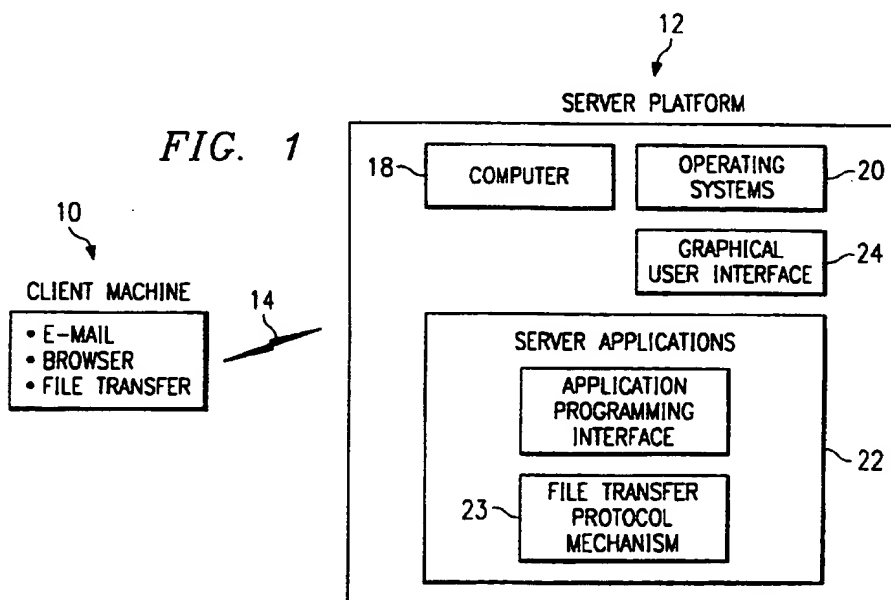 12
SERVER PLATFORM
FIG. 1
18
COMPUTER
OPERATING
SYSTEMS
20
10
GRAPHICAL
USER INTERFACE
24
CLIENT MACHINE
• E-MAIL
• BROWSER
• FILE TRANSFER
14
SERVER APPLICATIONS
APPLICATION
PROGRAMMING
INTERFACE
22
23
FILE TRANSFER
PROTOCOL
MECHANISM